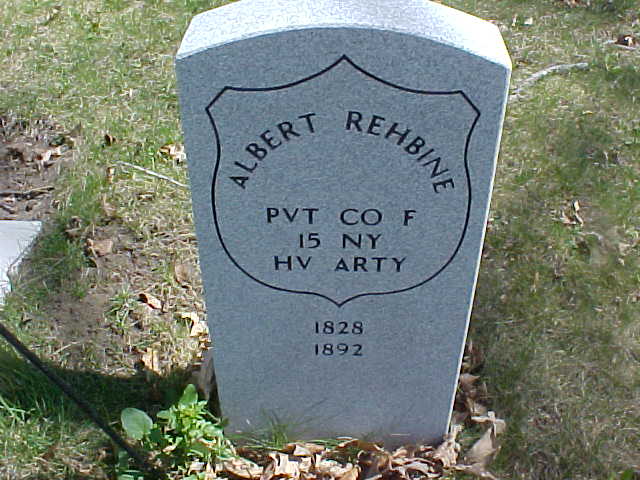 ALBERT REHBINE
PVT CO F
15 NY
HV ARTY
1828
1892